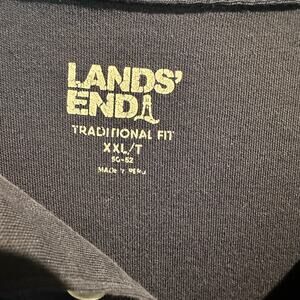 LANDS'
END
TRADITIONAL FIT
XXL/T
50-52
MADE IN PERU